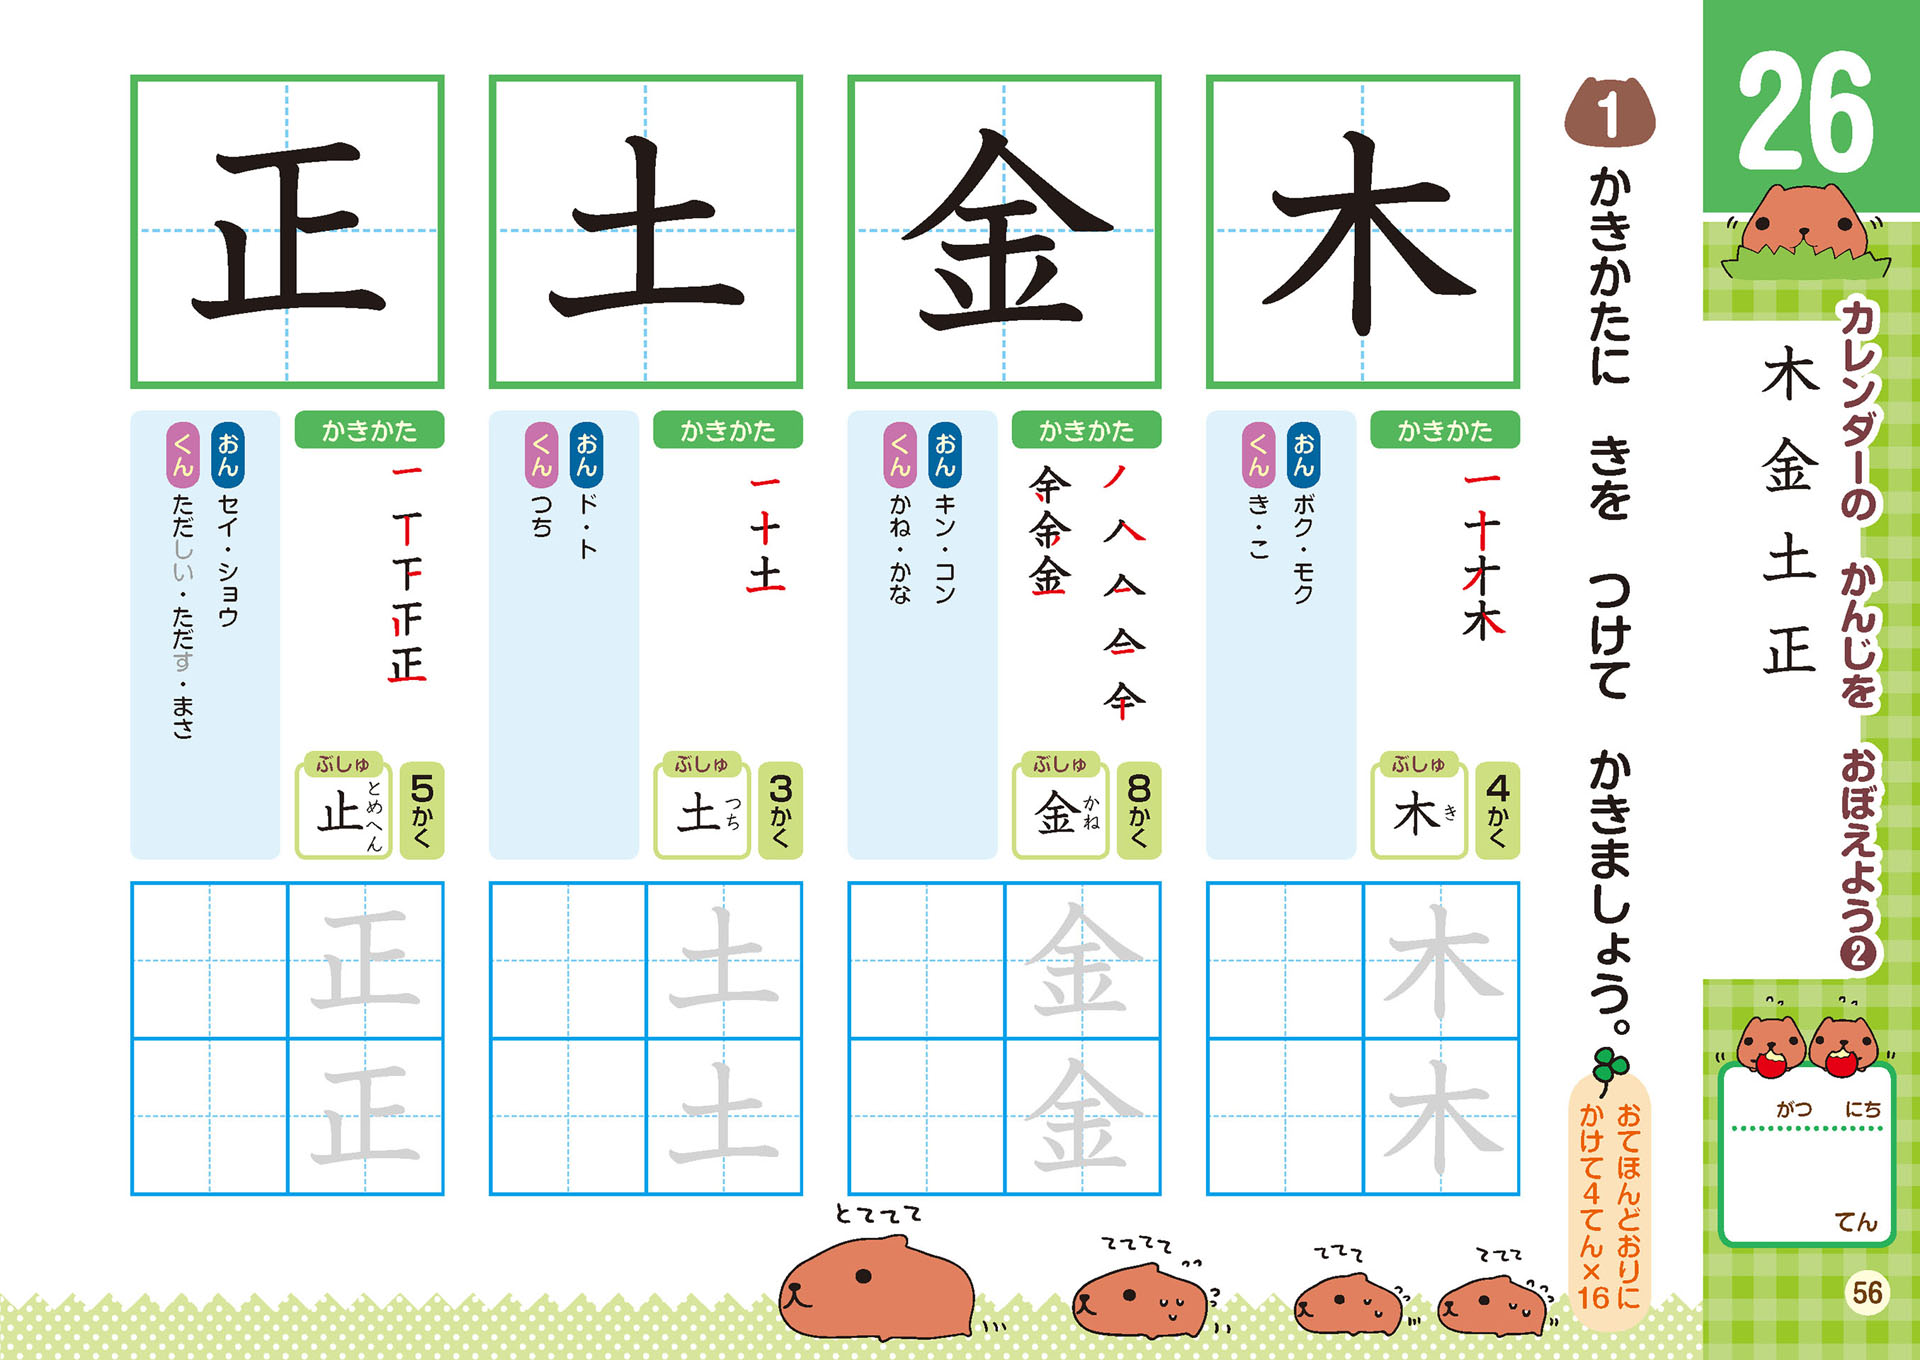 26
カレンダーの かんじを おぼえよう❷
木 金 土 正
がつ にち
てん
56
1 かきかたに きを つけて かきましょう。
おてほんどおりに
かけて4てん×16
木
かきかた
一十才木
4かく
ぶしゅ
木 き
おん ボク・モク
くん き・こ
木
木
金
かきかた
8かく
ぶしゅ
金 かね
おん キン・コン
くん かね・かな
金
金
土
かきかた
一十土
3かく
ぶしゅ
土 つち
おん ド・ト
くん つち
土
土
正
かきかた
一丅下正正
5かく
ぶしゅ
止 とめへん
おん セイ・ショウ
くん ただしい・ただす・まさ
正
正
とててて
てててて
ててて
ててて